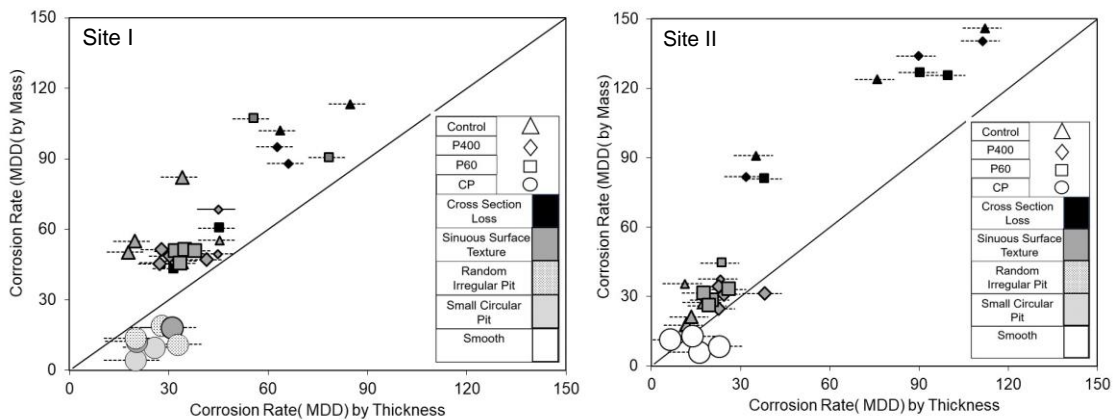 Site I
Corrosion Rate (MDD( by Mass)
150
120
90
60
30
0
0 30 60 90 120 150
Corrosion Rate( MDD) by Thickness
Control
P400
P60
CP
Cross Section
Loss
Sinuous Surface
Texture
Random
Irregular Pit
Small Circular
Pit
Smooth
Site II
Corrosion Rate (MDD( by Mass)
150
120
90
60
30
0
0 30 60 90 120 150
Corrosion Rate( MDD) by Thickness
Control
P400
P60
CP
Cross Section
Loss
Sinuous Surface
Texture
Random
Irregular Pit
Small Circular
Pit
Smooth